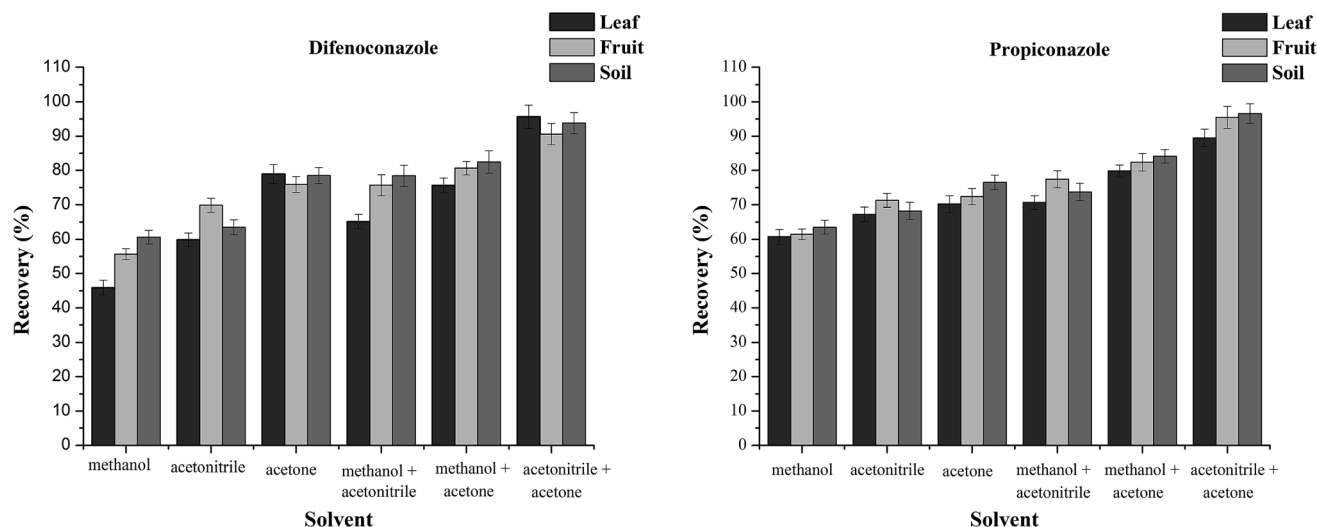 Leaf
Fruit
Soil
Difenoconazole
110
100
90
80
70
60
50
40
30
20
10
0
Recovery (%)
methanol
acetonitrile
acetone
methanol +
acetonitrile
methanol +
acetone
acetonitrile +
acetone
Solvent
Leaf
Fruit
Soil
Propiconazole
110
100
90
80
70
60
50
40
30
20
10
0
Recovery (%)
methanol
acetonitrile
acetone
methanol +
acetonitrile
methanol +
acetone
acetonitrile +
acetone
Solvent